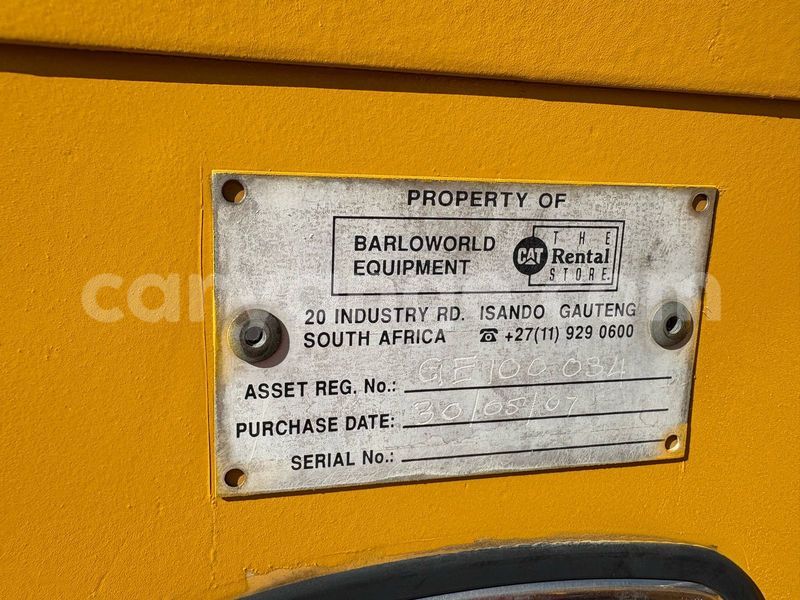 PROPERTY OF
BARLOWORLD
EQUIPMENT
CAT
THE
Rental
STORE.
20 INDUSTRY RD. ISANDO GAUTENG
SOUTH AFRICA ☎ +27(11) 929 0600
ASSET REG. No.: GE100 034
PURCHASE DATE: 30/05/07
SERIAL No.: